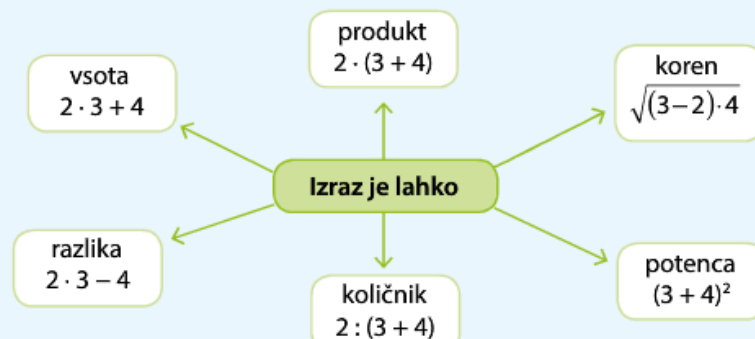 produkt
2 · (3 + 4)
vsota
2 · 3 + 4
koren
√(3−2)·4
Izraz je lahko
razlika
2 · 3 − 4
količnik
2 : (3 + 4)
potenca
(3 + 4)²